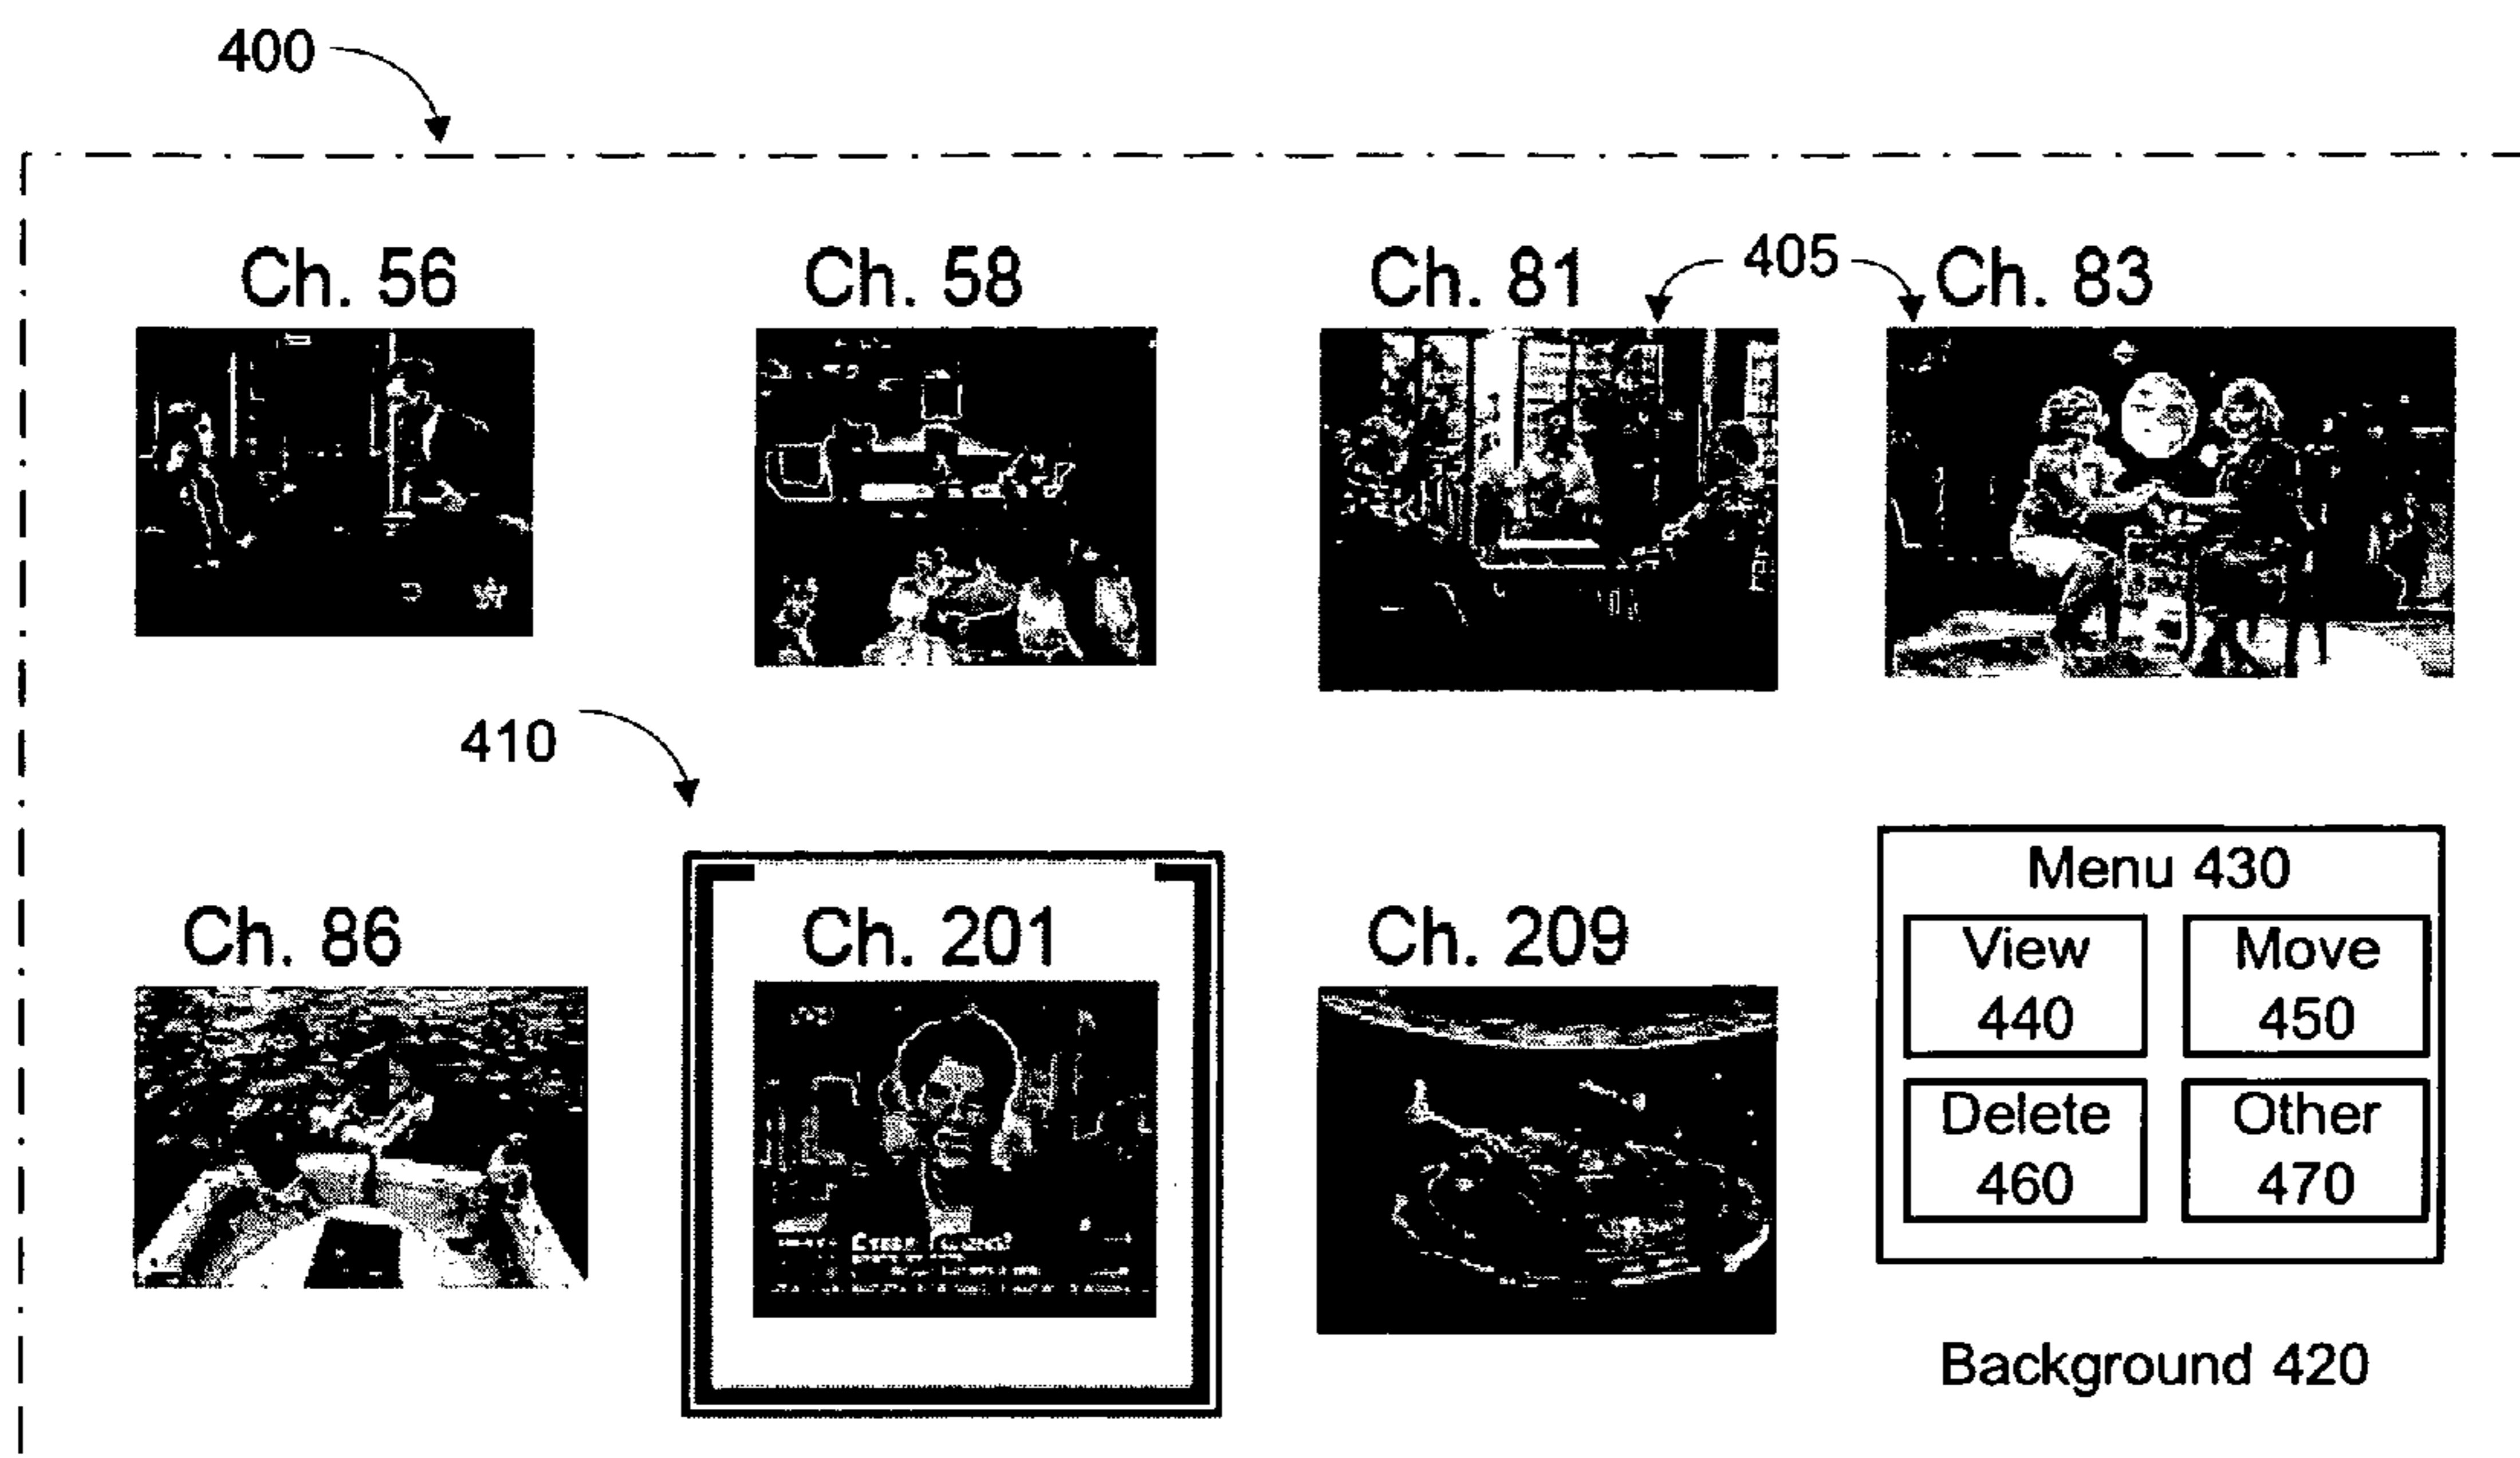 400
Ch. 56
Ch. 58
Ch. 81
405
Ch. 83
410
Ch. 86
Ch. 201
Ch. 209
Menu 430
View
440
Move
450
Delete
460
Other
470
Background 420